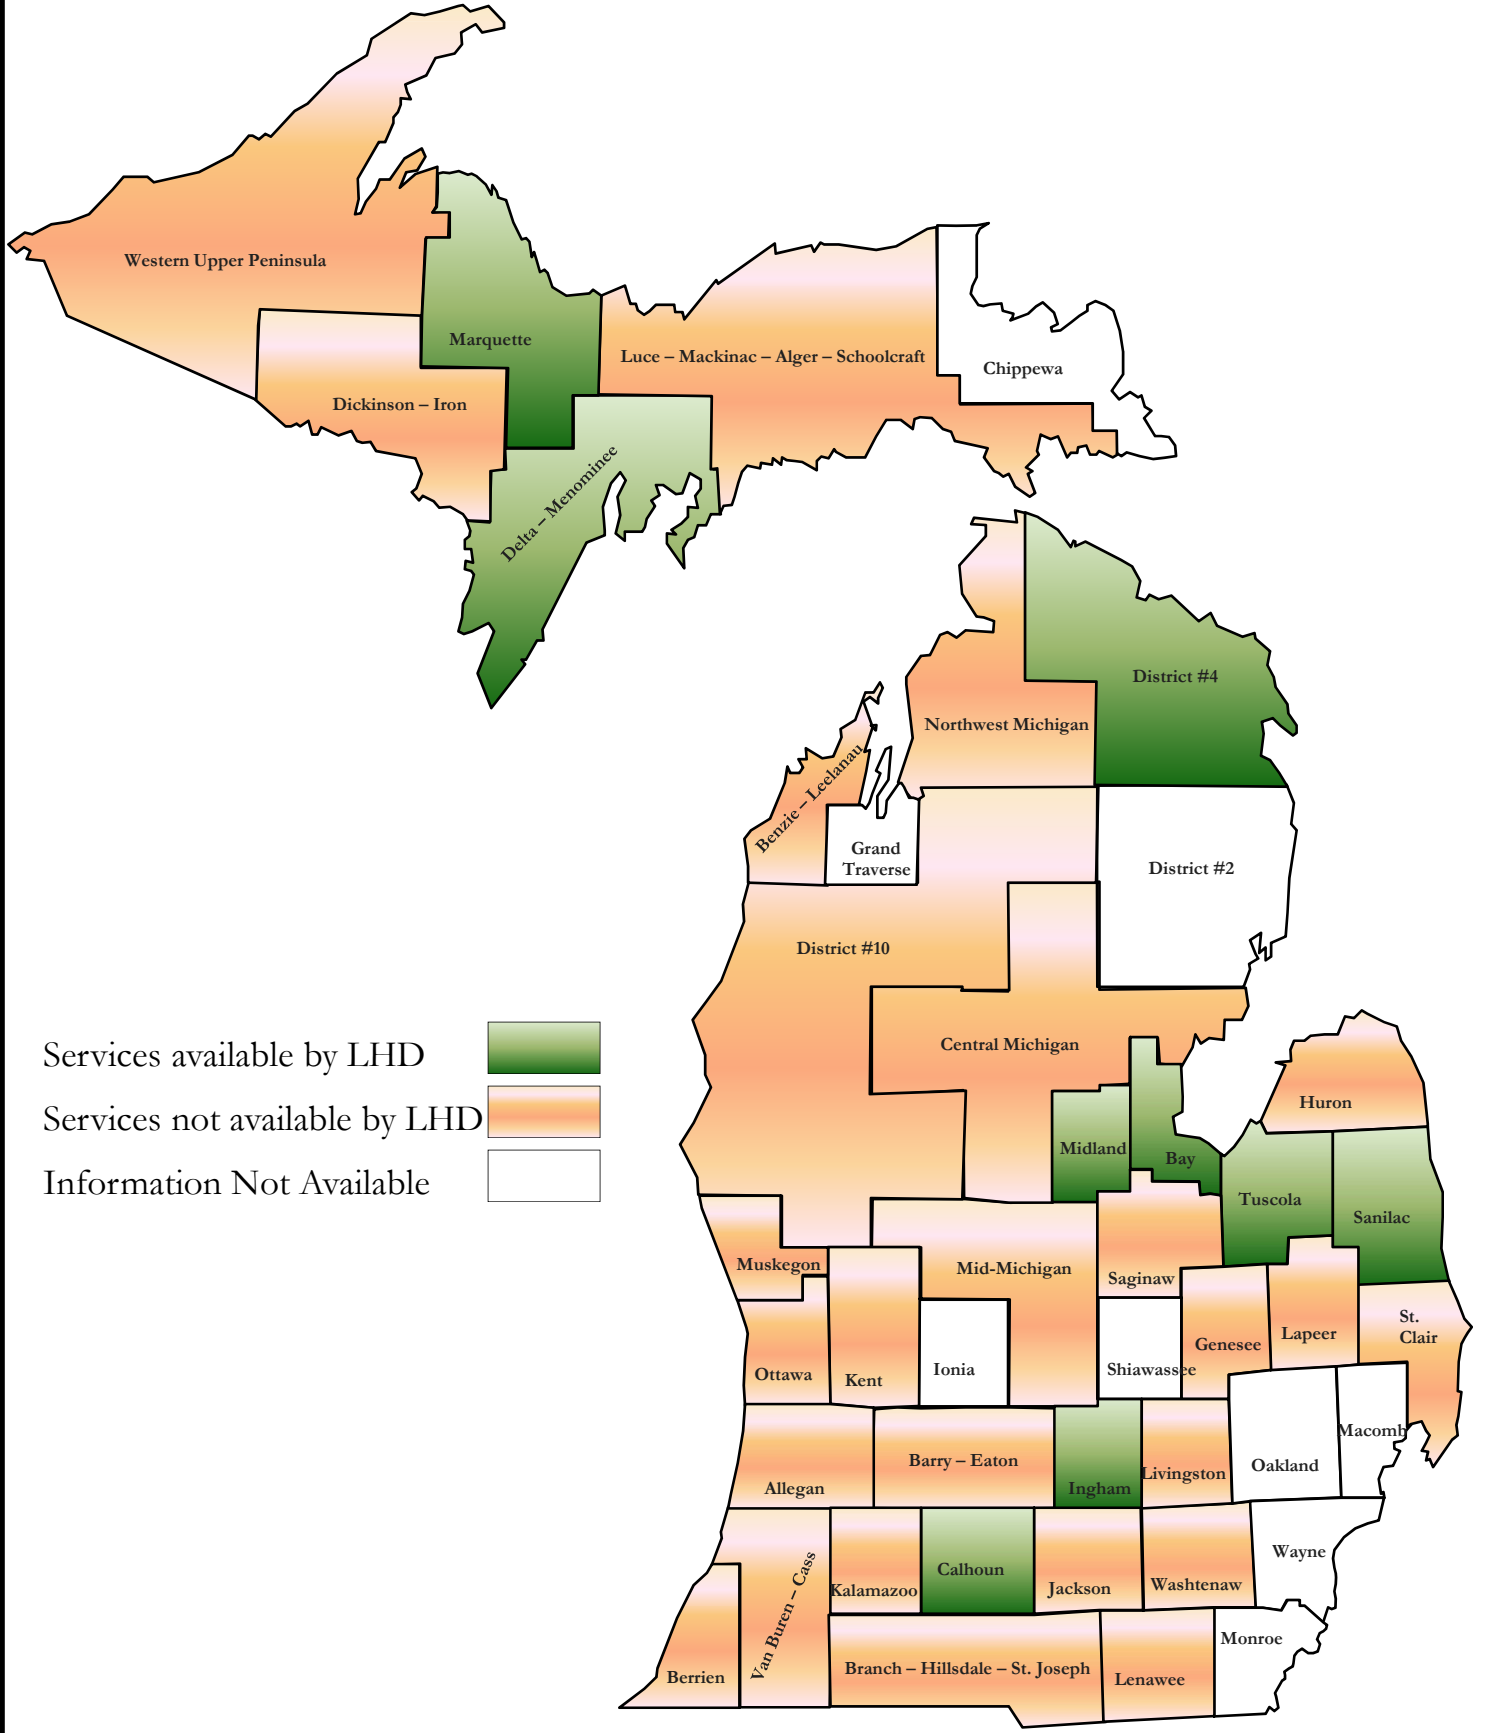 Western Upper Peninsula
Marquette
Dickinson – Iron
Luce – Mackinac – Alger – Schoolcraft
Chippewa
Delta – Menominee
District #4
Northwest Michigan
Benzie – Leelanau
Grand
Traverse
District #2
District #10
Central Michigan
Services available by LHD
Services not available by LHD
Information Not Available
Huron
Midland
Bay
Tuscola
Sanilac
Muskegon
Mid-Michigan
Saginaw
St.
Clair
Lapeer
Genesee
Shiawassee
Ionia
Kent
Ottawa
Macomb
Oakland
Livingston
Ingham
Barry – Eaton
Allegan
Wayne
Washtenaw
Jackson
Calhoun
Kalamazoo
Van Buren – Cass
Monroe
Lenawee
Branch – Hillsdale – St. Joseph
Berrien